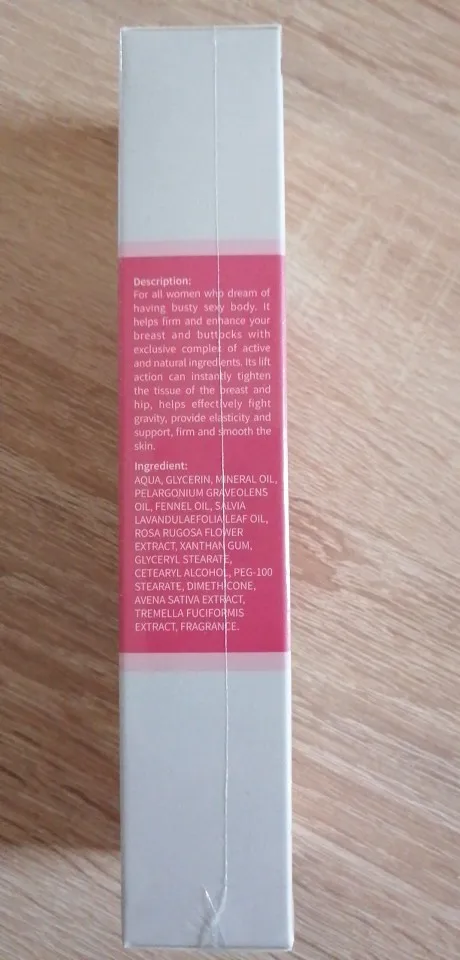 Description:
For all women who dream of
having busty sexy body. It
helps firm and enhance your
breast and buttocks with
exclusive complex of active
and natural ingredients. Its lift
action can instantly tighten
the tissue of the breast and
hip, helps effectively fight
gravity, provide elasticity and
support, firm and smooth the
skin.
Ingredient:
AQUA, GLYCERIN, MINERAL OIL,
PELARGONIUM GRAVEOLENS
OIL, FENNEL OIL, SALVIA
LAVANDULAEFOLIA LEAF OIL,
ROSA RUGOSA FLOWER
EXTRACT, XANTHAN GUM,
GLYCERYL STEARATE,
CETEARYL ALCOHOL, PEG-100
STEARATE, DIMETHICONE,
AVENA SATIVA EXTRACT,
TREMELLA FUCIFORMIS
EXTRACT, FRAGRANCE.